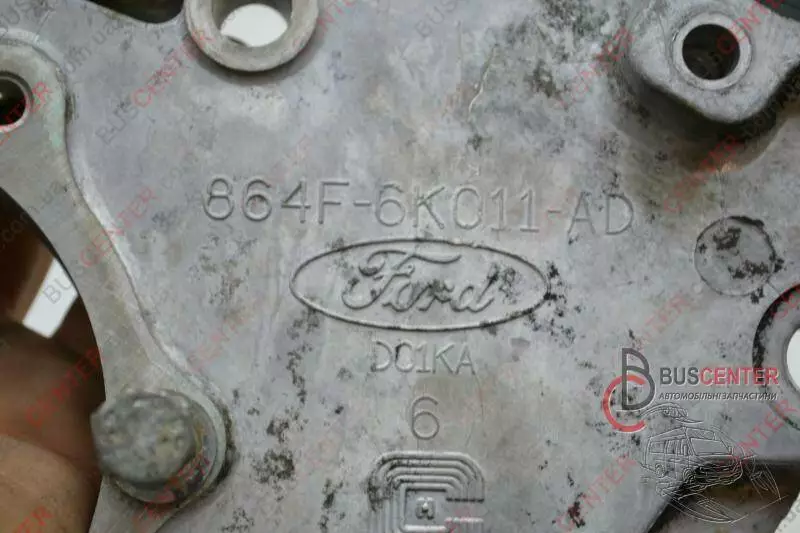 864F-6K011-AD
Ford
DC1KA
BUSCENTER
АВТОМОБІЛЬНІ ЗАПЧАСТИНИ
6